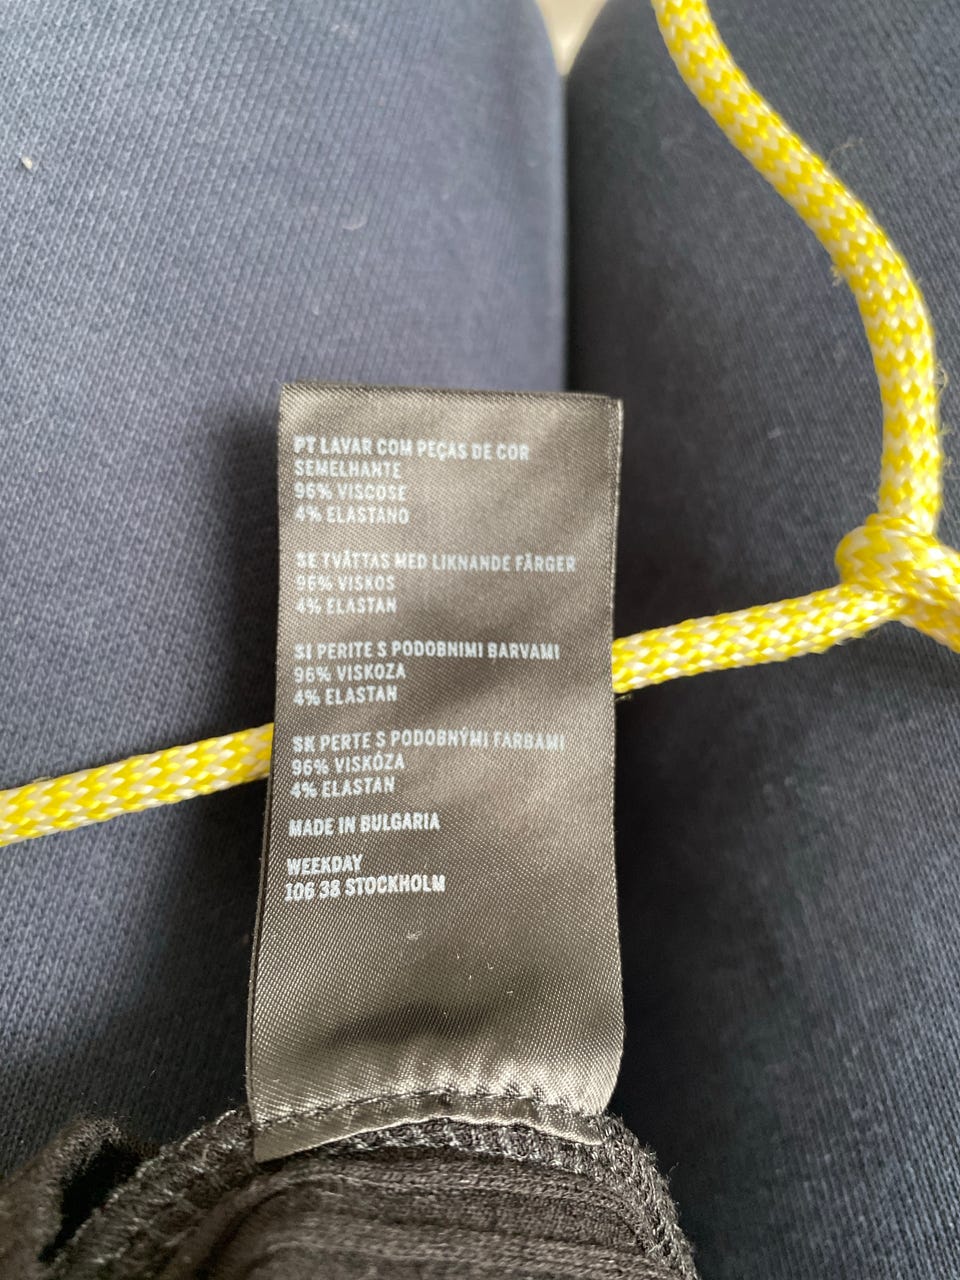 PT LAVAR COM PEÇAS DE COR
SEMELHANTE
96% VISCOSE
4% ELASTANO
SE TVÄTTAS MED LIKNANDE FÄRGER
96% VISKOS
4% ELASTAN
SI PERITE S PODOBNIMI BARVAMI
96% VISKOZA
4% ELASTAN
SK PERTE S PODOBNÝMI FARBAMI
96% VISKÓZA
4% ELASTAN
MADE IN BULGARIA
WEEKDAY
106 38 STOCKHOLM